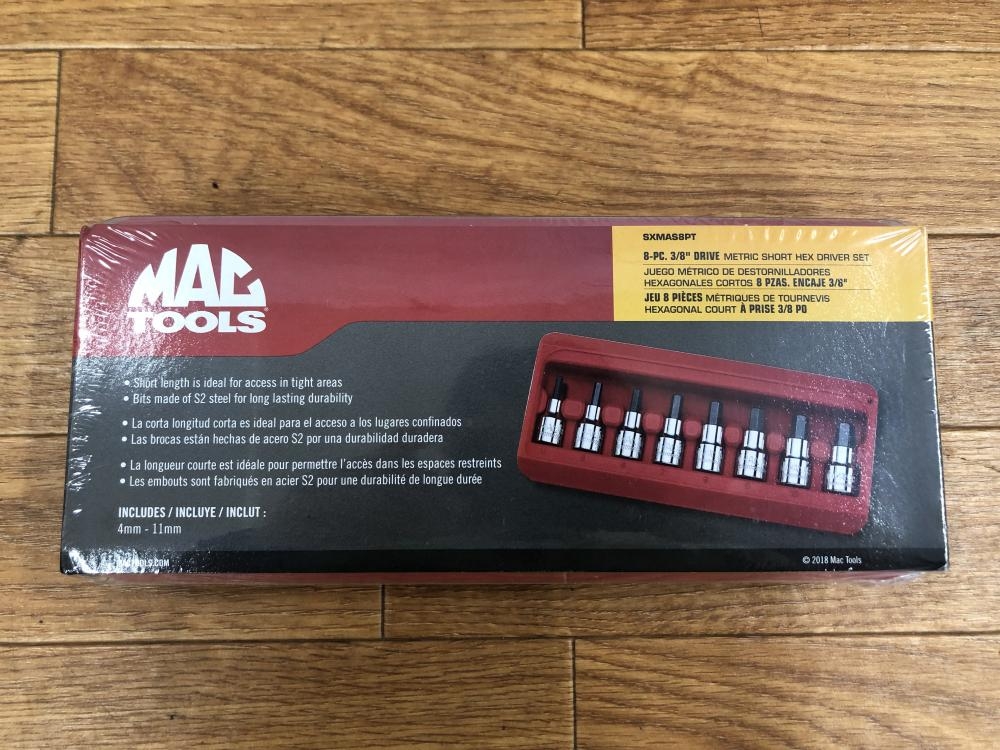 MAC
TOOLS
SXMAS8PT
8-PC. 3/8" DRIVE METRIC SHORT HEX DRIVER SET
JUEGO MÉTRICO DE DESTORNILLADORES
HEXAGONALES CORTOS 8 PZAS. ENCAJE 3/8"
JEU 8 PIÈCES MÉTRIQUES DE TOURNEVIS
HEXAGONAL COURT À PRISE 3/8 PO
• Short length is ideal for access in tight areas
• Bits made of S2 steel for long lasting durability
• La corta longitud corta es ideal para el acceso a los lugares confinados
• Las brocas están hechas de acero S2 por una durabilidad duradera
• La longueur courte est idéale pour permettre l'accès dans les espaces restreints
• Les embouts sont fabriqués en acier S2 pour une durabilité de longue durée
INCLUDES / INCLUYE / INCLUT :
4mm - 11mm
MACTOOLS.COM
© 2018 Mac Tools